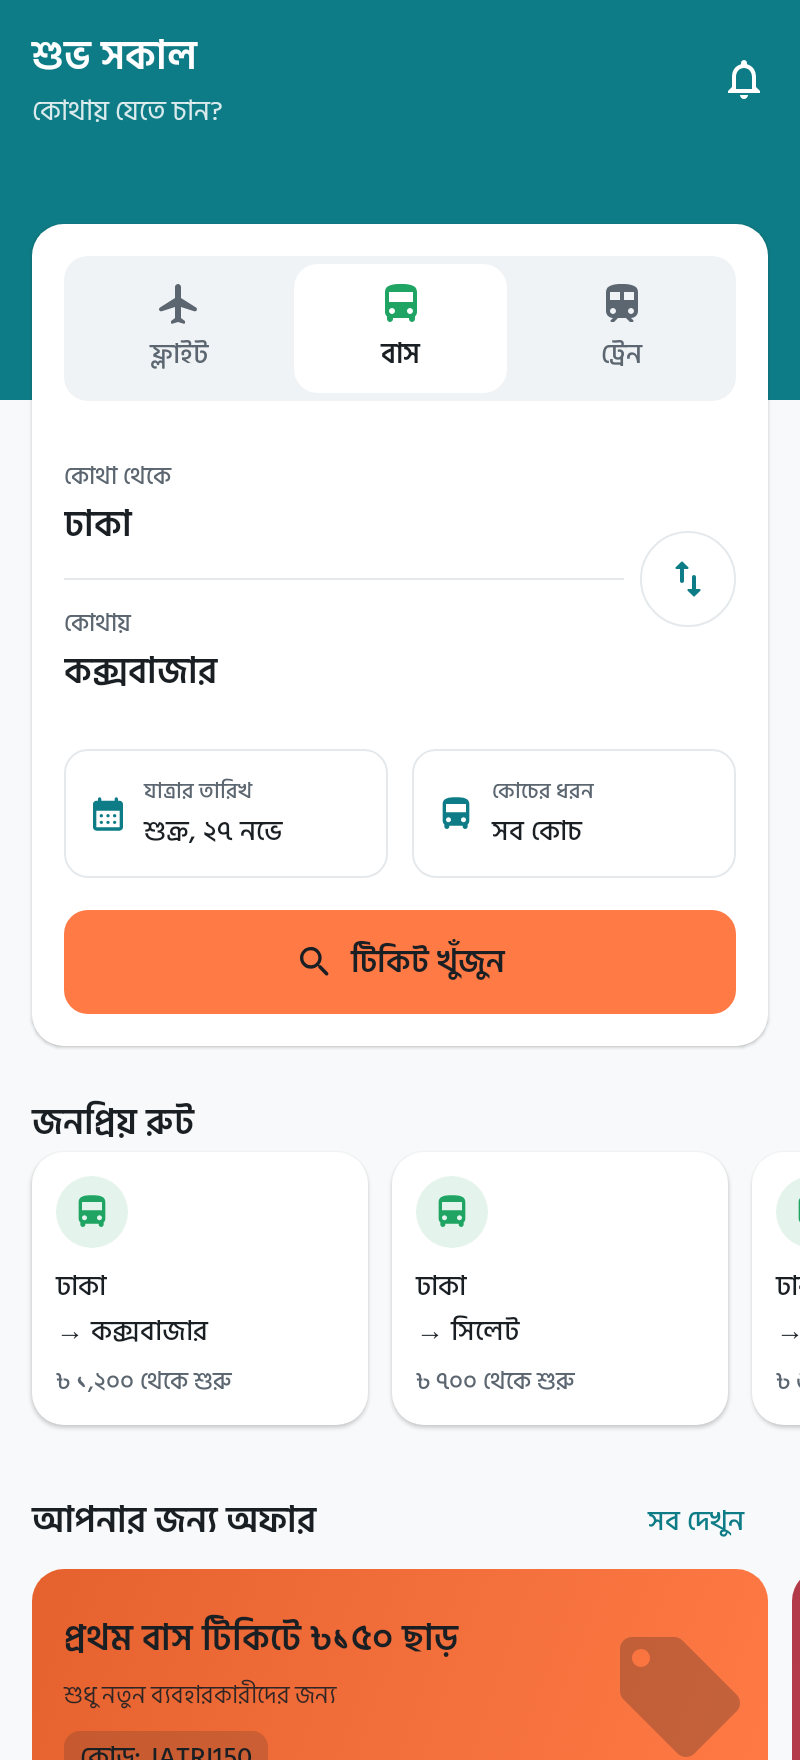 শুভ সকাল
কোথায় যেতে চান?
ফ্লাইট
বাস
ট্রেন
কোথা থেকে
ঢাকা
কোথায়
কক্সবাজার
যাত্রার তারিখ
শুক্র, ২৭ নভে
কোচের ধরন
সব কোচ
টিকিট খুঁজুন
জনপ্রিয় রুট
ঢাকা
→ কক্সবাজার
৳ ১,২০০ থেকে শুরু
ঢাকা
→ সিলেট
৳ ৭০০ থেকে শুরু
আপনার জন্য অফার
সব দেখুন
প্রথম বাস টিকিটে ৳১৫০ ছাড়
শুধু নতুন ব্যবহারকারীদের জন্য
কোড: JATRI150